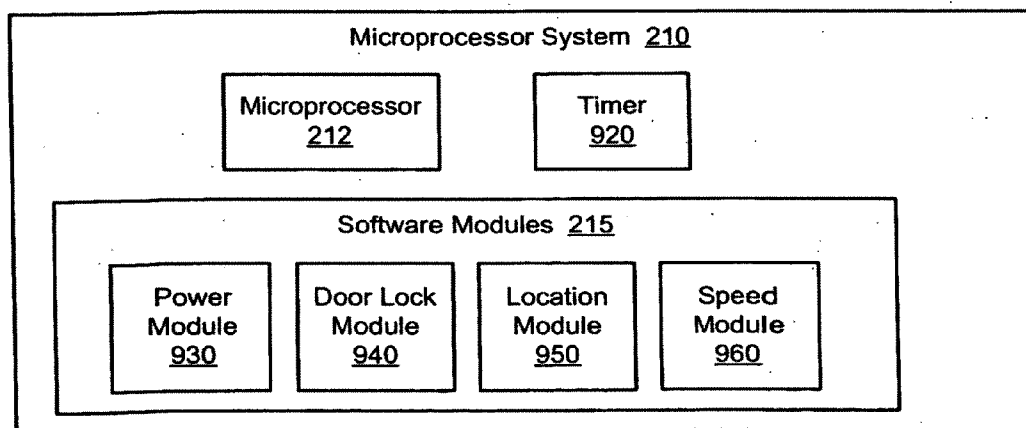 Microprocessor System 210
Microprocessor
212
Timer
920
Software Modules 215
Power
Module
930
Door Lock
Module
940
Location
Module
950
Speed
Module
960